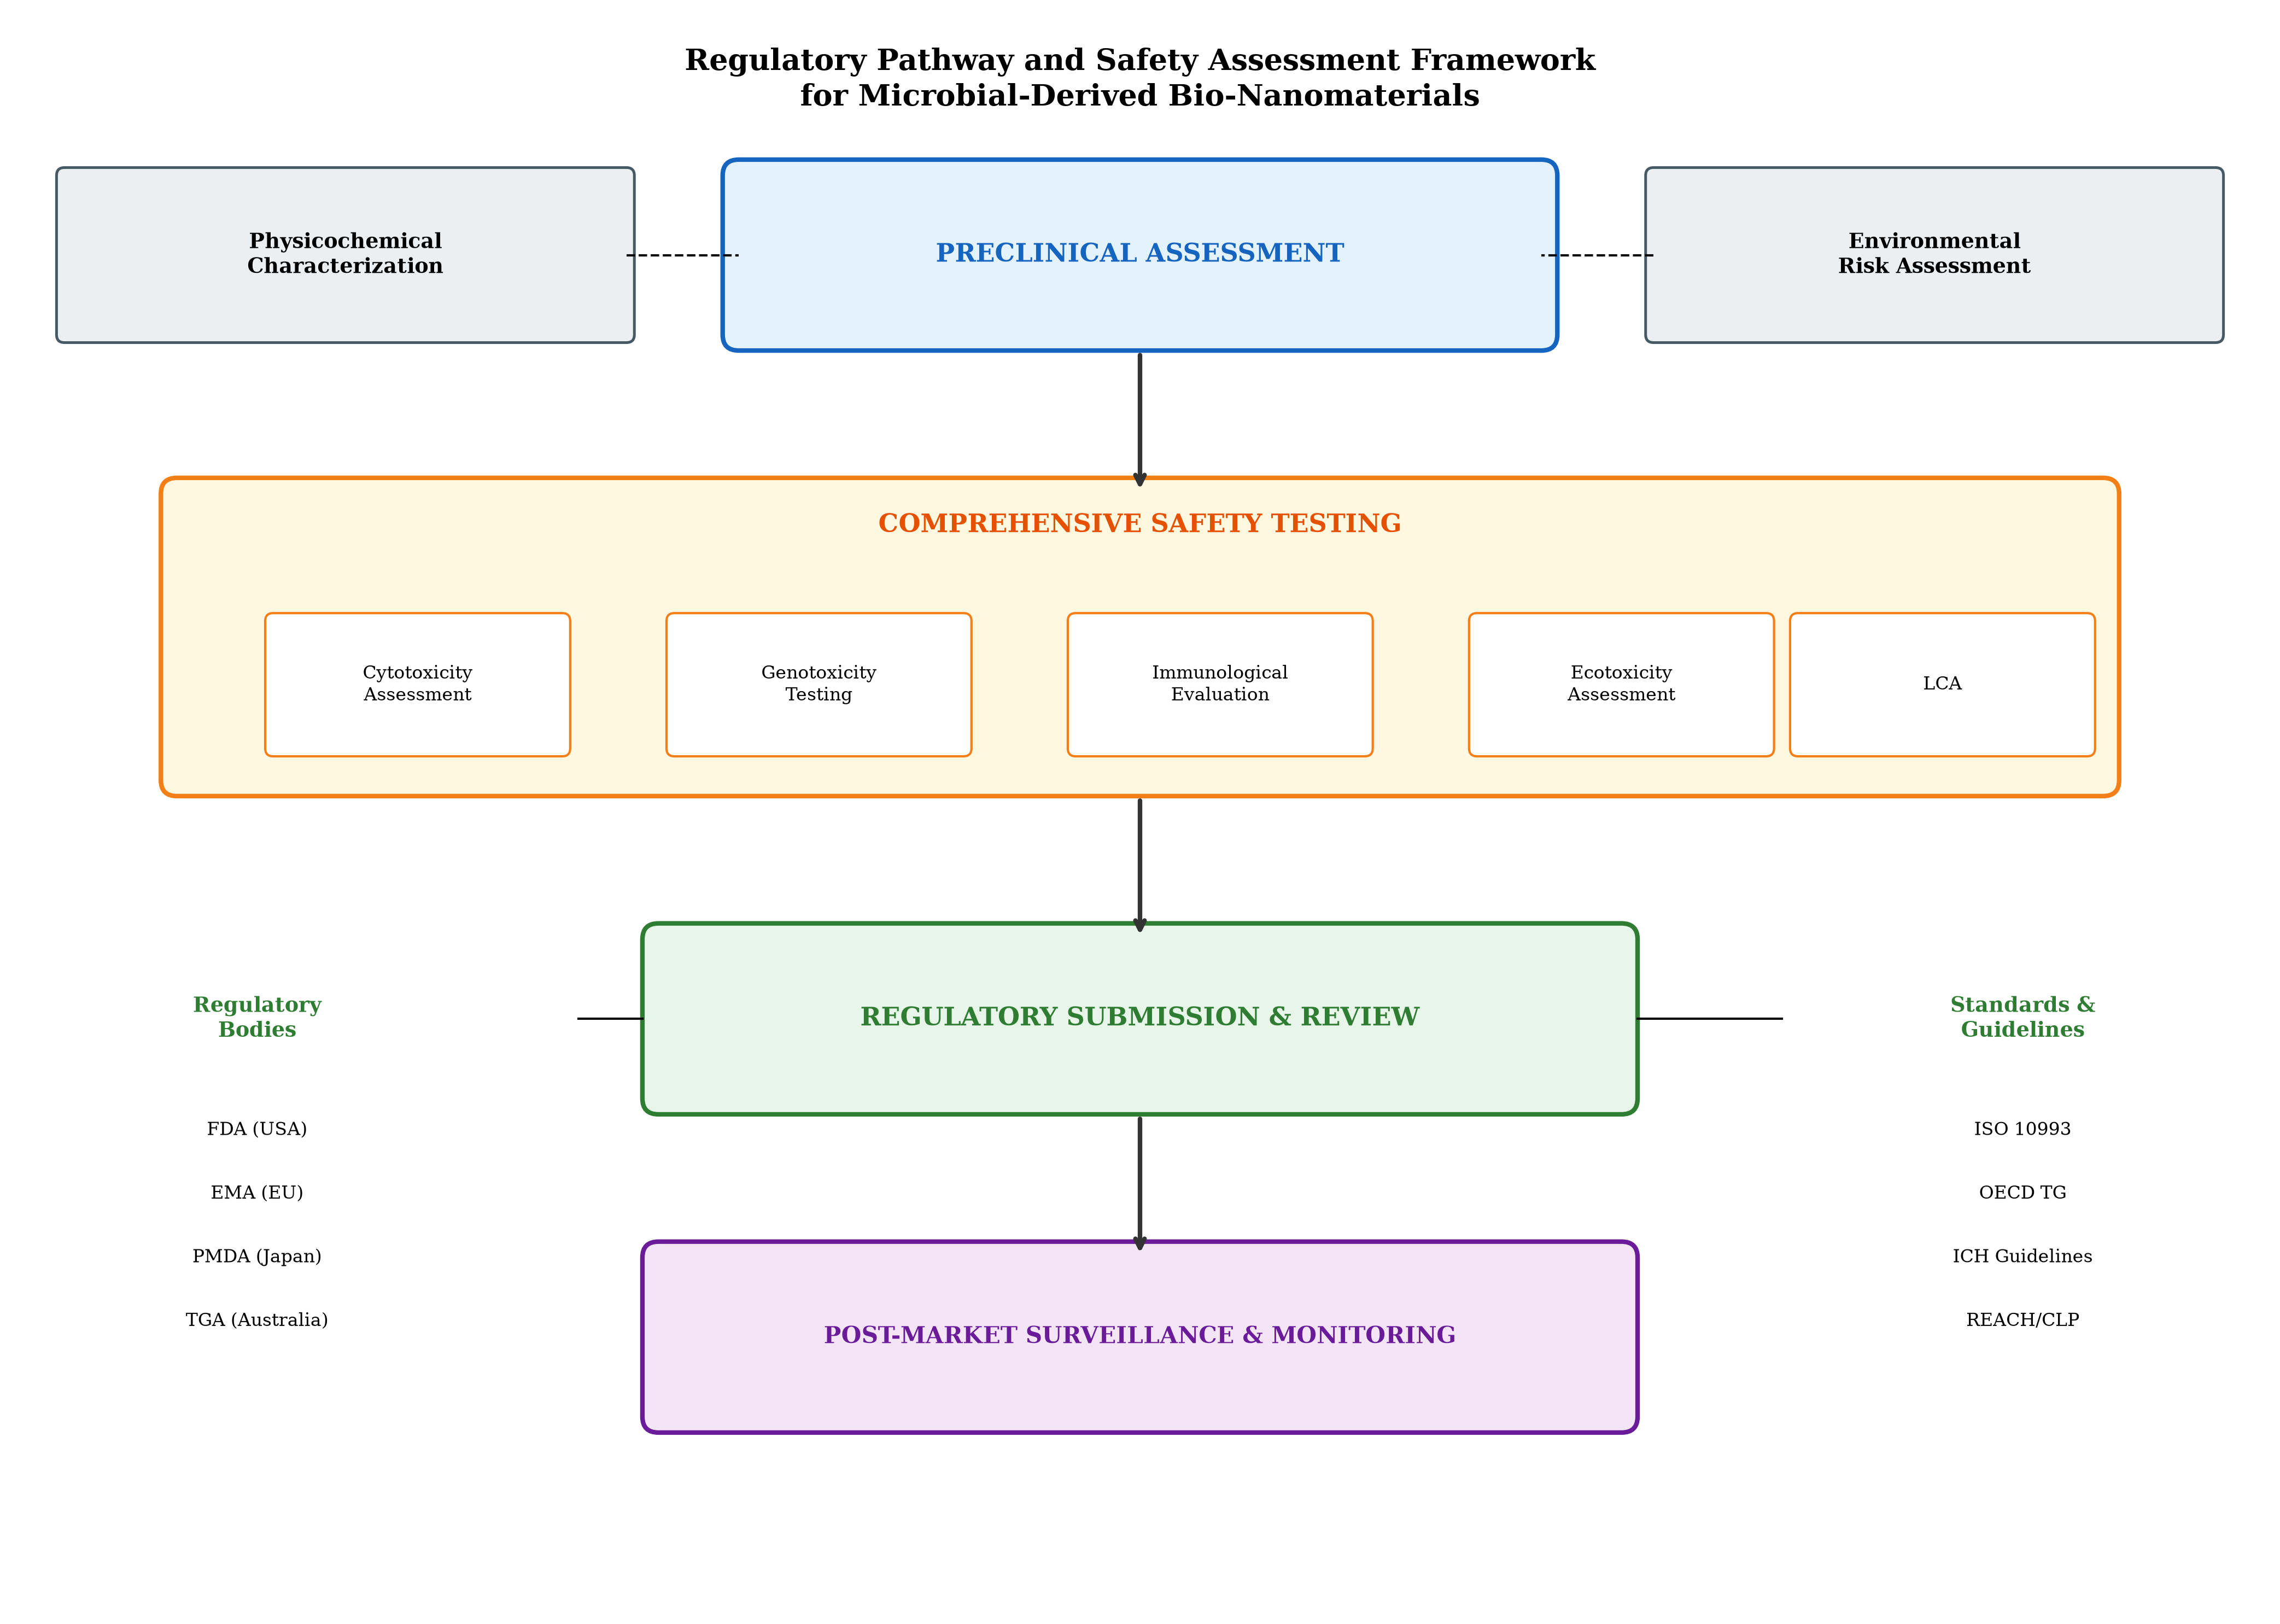 Regulatory Pathway and Safety Assessment Framework
for Microbial-Derived Bio-Nanomaterials
Physicochemical
Characterization
PRECLINICAL ASSESSMENT
Environmental
Risk Assessment
COMPREHENSIVE SAFETY TESTING
Cytotoxicity
Assessment
Genotoxicity
Testing
Immunological
Evaluation
Ecotoxicity
Assessment
LCA
Regulatory
Bodies
REGULATORY SUBMISSION & REVIEW
Standards &
Guidelines
FDA (USA)
EMA (EU)
PMDA (Japan)
TGA (Australia)
ISO 10993
OECD TG
ICH Guidelines
REACH/CLP
POST-MARKET SURVEILLANCE & MONITORING